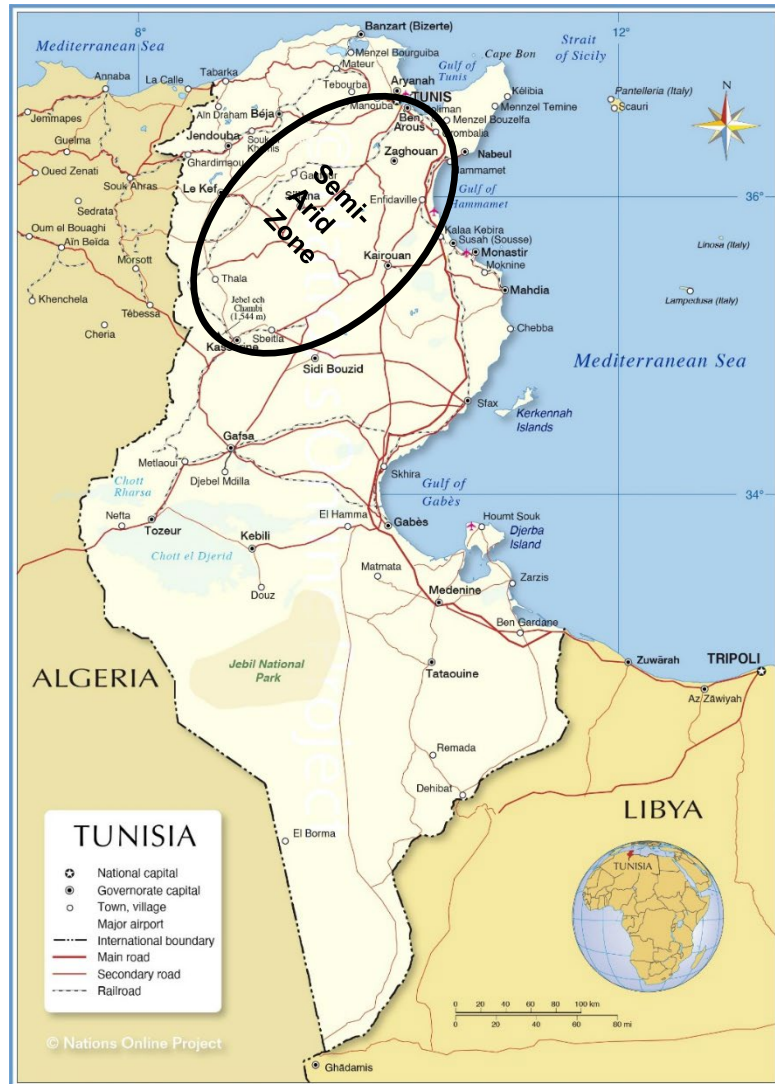 Banzart (Bizerte)
Mediterranean Sea
Menzel Bourguiba
Cape Bon
Strait
of Sicily
Mateur
Gulf of
Tunis
Tabarka
La Calle
Annaba
Tebourba
Aryanah
TUNIS
Kélibia
Pantelleria (Italy)
Scauri
N
36°
Manouba
Soliman
Mennzel Temine
Jemmapes
Aïn Draham
Béja
Ben
Arous
Menzel Bouzelfa
Grombalia
Guelma
Jendouba
Ghardimaou
Zaghouan
Nabeul
Hammamet
Oued Zenati
Souk Ahras
Le Kef
Semi-
Arid
Zone
Gulf of
Hammamet
36°
Sedrata
Enfidaville
Oum el Bouaghi
Aïn Beïda
Kalaa Kebira
Susah (Sousse)
Linosa (Italy)
Morsott
Kairouan
Monastir
Moknine
Thala
Khenchela
Tébessa
Jebel ech
Chambi
(1,544 m)
Mahdia
Lampedusa (Italy)
Cheria
Sbeitla
Chebba
Kasserine
Sidi Bouzid
Mediterranean Sea
Sfax
Kerkennah
Islands
Gafsa
Metlaoui
Djebel Mdilla
Skhira
Chott
Rharsa
Gulf of
Gabès
34°
34°
Nefta
Tozeur
El Hamma
Gabès
Houmt Souk
Djerba
Island
Kebili
Chott el Djerid
Matmata
Zarzis
Douz
Medenine
Ben Gardane
Jebil National
Park
Zuwārah
TRIPOLI
ALGERIA
Tataouine
Az Zāwiyah
Remada
Dehibat
LIBYA
El Borma
TUNISIA
National capital
Governorate capital
Town, village
Major airport
International boundary
Main road
Secondary road
Railroad
TUNISIA
0 20 40 60 80 100 km
0 20 40 60 80 mi
© Nations Online Project
Ghādamis